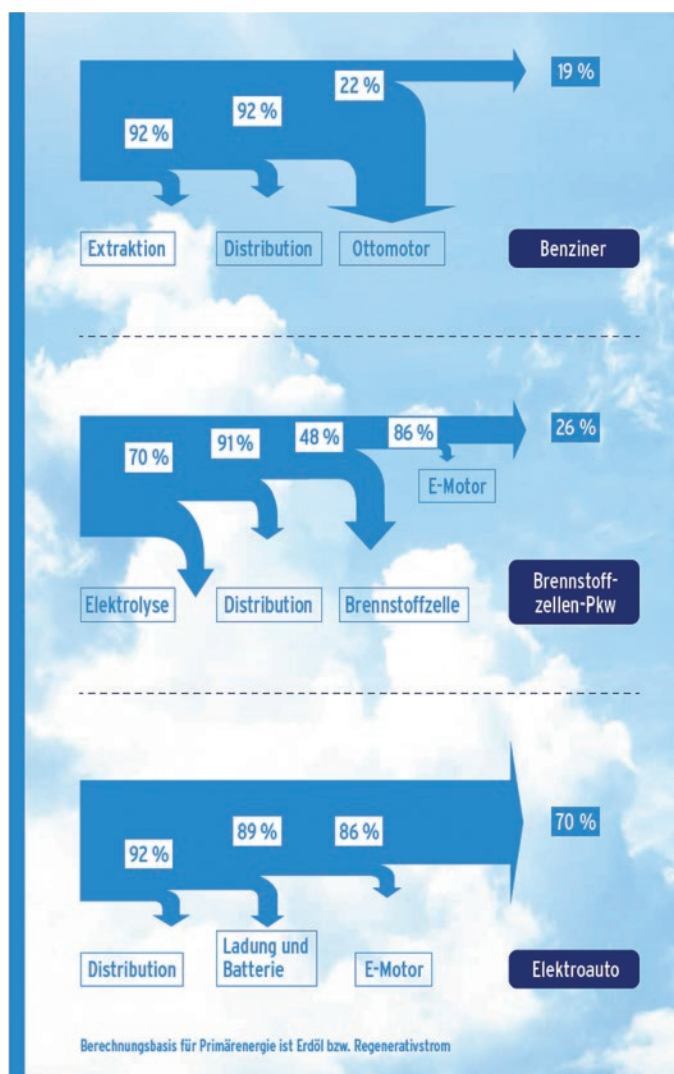 19 %
22 %
92 %
92 %
Extraktion
Distribution
Ottomotor
Benziner
26 %
86 %
48 %
91 %
70 %
E-Motor
Elektrolyse
Distribution
Brennstoffzelle
Brennstoff-
zellen-Pkw
70 %
86 %
89 %
92 %
Distribution
Ladung und
Batterie
E-Motor
Elektroauto
Berechnungsbasis für Primärenergie ist Erdöl bzw. Regenerativstrom